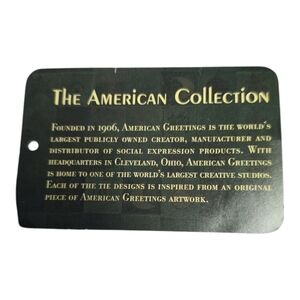 The American Collection
Founded in 1906, American Greetings is the world's
largest publicly owned creator, manufacturer and
distributor of social expression products. With
headquarters in Cleveland, Ohio, American Greetings
is home to one of the world's largest creative studios.
Each of the tie designs is inspired from an original
piece of American Greetings artwork.